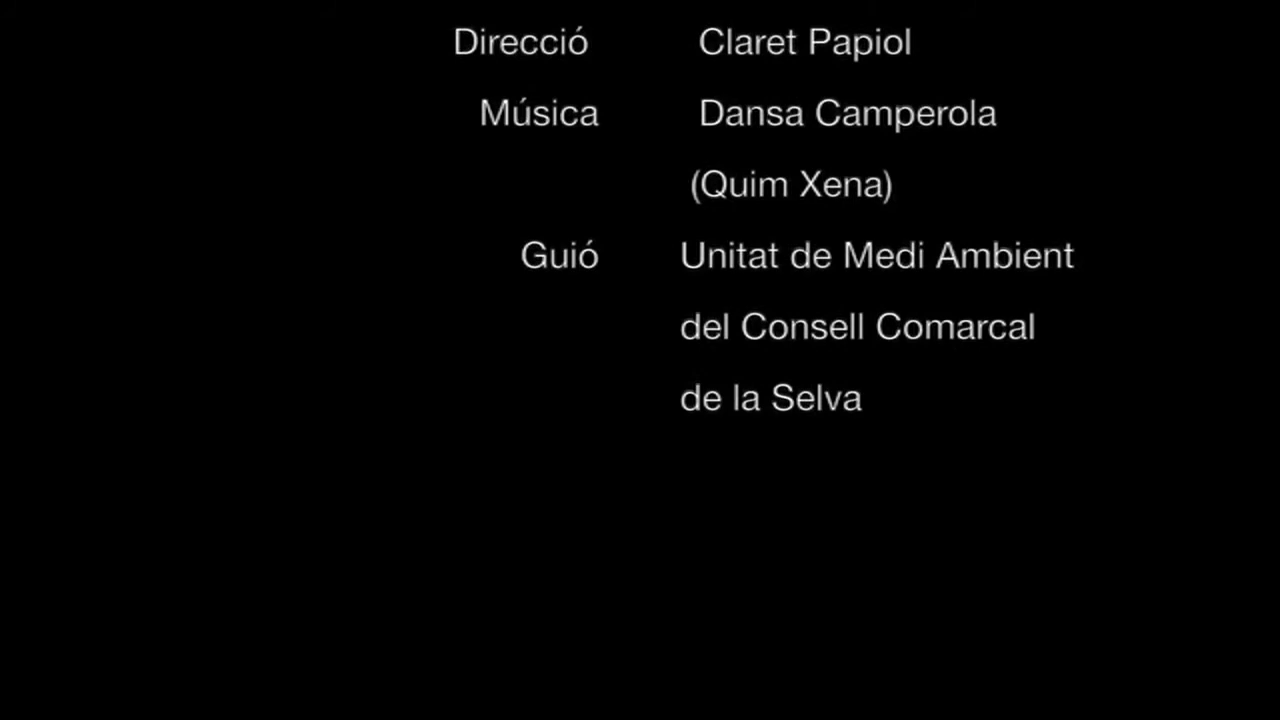 Direcció Claret Papiol
Música Dansa Camperola
(Quim Xena)
Guió Unitat de Medi Ambient
del Consell Comarcal
de la Selva